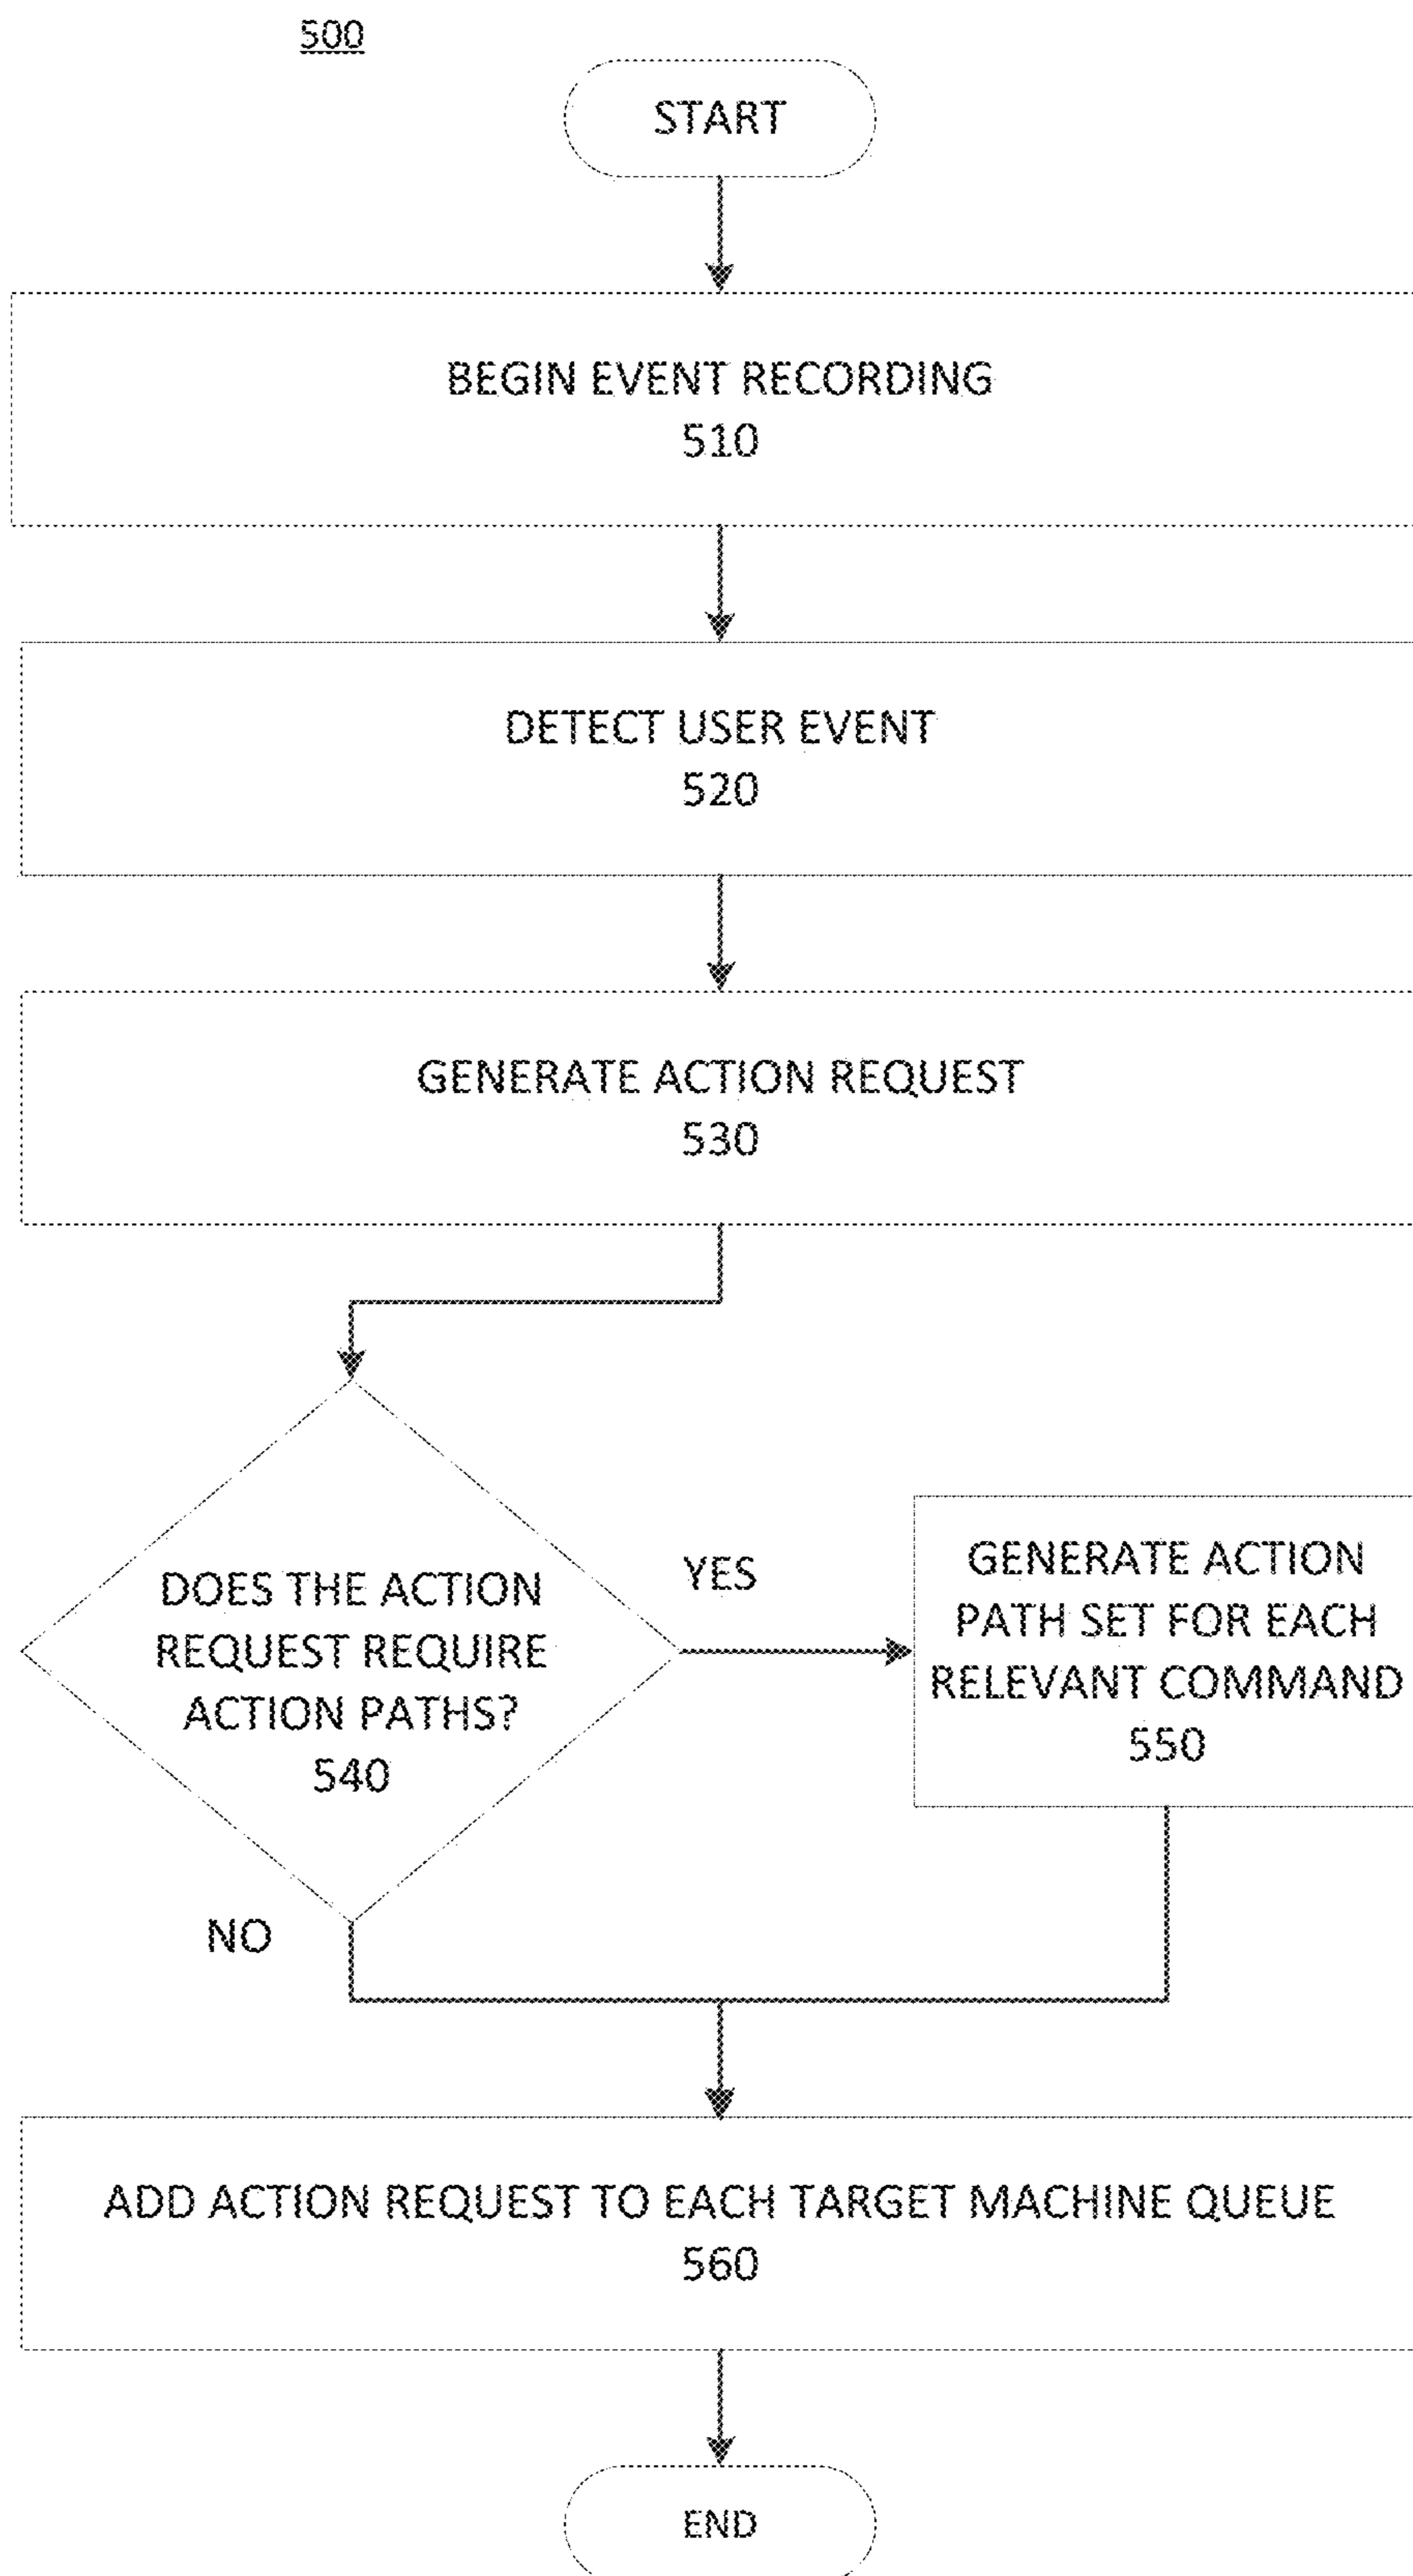 500
START
BEGIN EVENT RECORDING
510
DETECT USER EVENT
520
GENERATE ACTION REQUEST
530
DOES THE ACTION
REQUEST REQUIRE
ACTION PATHS?
540
YES
GENERATE ACTION
PATH SET FOR EACH
RELEVANT COMMAND
550
NO
ADD ACTION REQUEST TO EACH TARGET MACHINE QUEUE
560
END